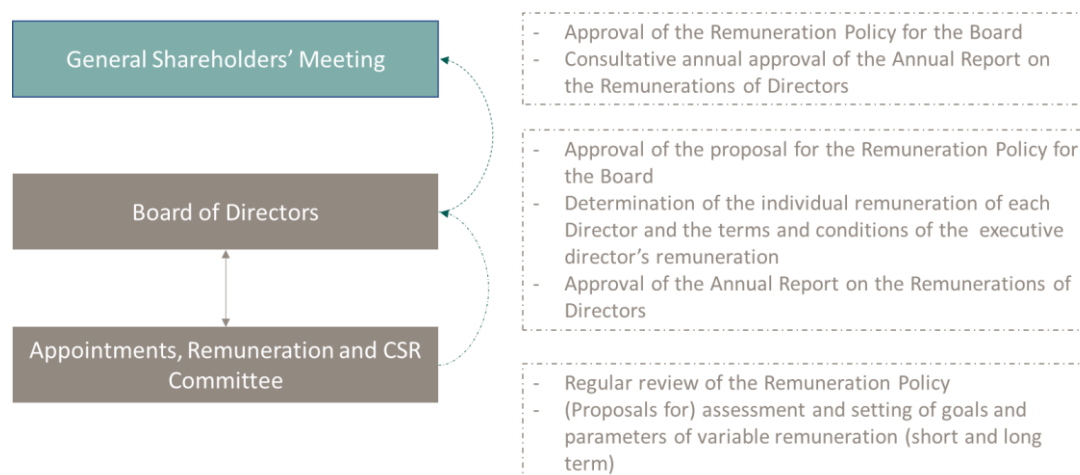 General Shareholders' Meeting
- Approval of the Remuneration Policy for the Board
- Consultative annual approval of the Annual Report on
the Remunerations of Directors
Board of Directors
- Approval of the proposal for the Remuneration Policy for
the Board
- Determination of the individual remuneration of each
Director and the terms and conditions of the executive
director's remuneration
- Approval of the Annual Report on the Remunerations of
Directors
Appointments, Remuneration and CSR
Committee
- Regular review of the Remuneration Policy
- (Proposals for) assessment and setting of goals and
parameters of variable remuneration (short and long
term)